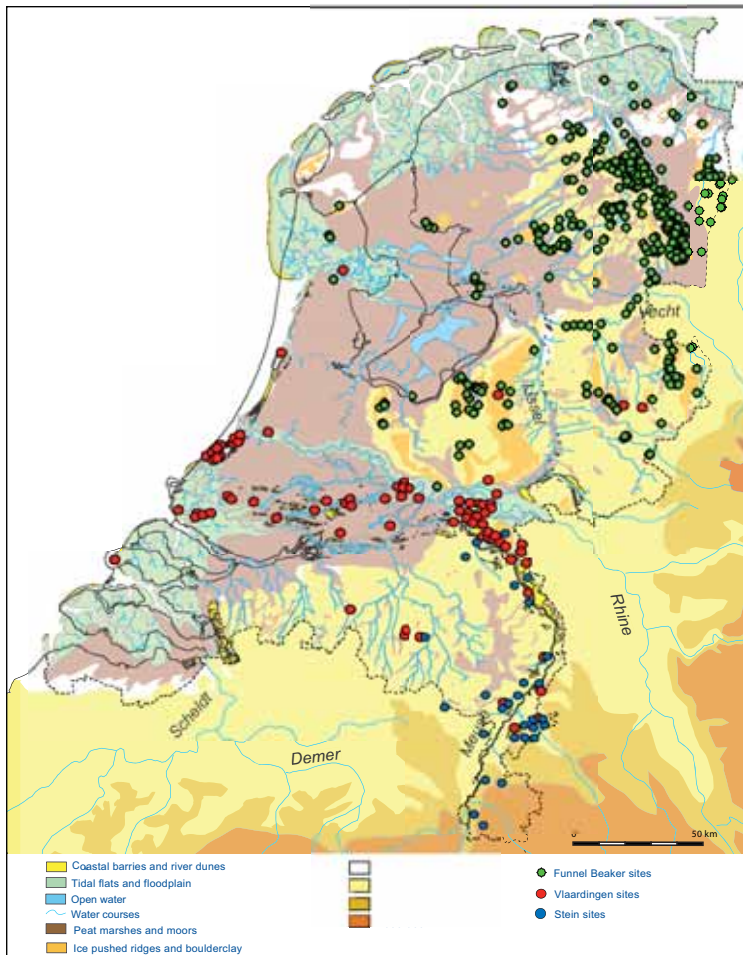 Vecht
IJssel
Rhine
Scheldt
Meuse
Demer
0 50 km
Coastal barries and river dunes
Tidal flats and floodplain
Open water
Water courses
Peat marshes and moors
Ice pushed ridges and boulderclay
Funnel Beaker sites
Vlaardingen sites
Stein sites